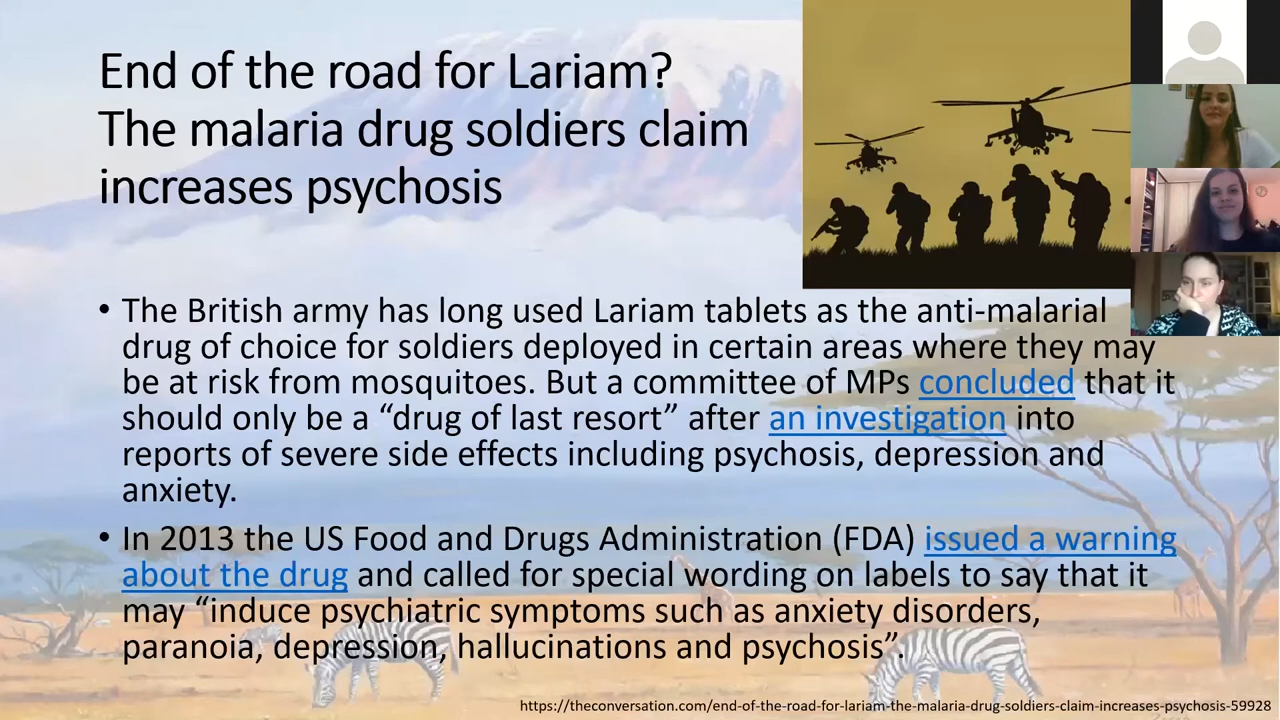 End of the road for Lariam?
The malaria drug soldiers claim
increases psychosis
• The British army has long used Lariam tablets as the anti-malarial
drug of choice for soldiers deployed in certain areas where they may
be at risk from mosquitoes. But a committee of MPs concluded that it
should only be a “drug of last resort” after an investigation into
reports of severe side effects including psychosis, depression and
anxiety.
• In 2013 the US Food and Drugs Administration (FDA) issued a warning
about the drug and called for special wording on labels to say that it
may “induce psychiatric symptoms such as anxiety disorders,
paranoia, depression, hallucinations and psychosis”.
https://theconversation.com/end-of-the-road-for-lariam-the-malaria-drug-soldiers-claim-increases-psychosis-59928